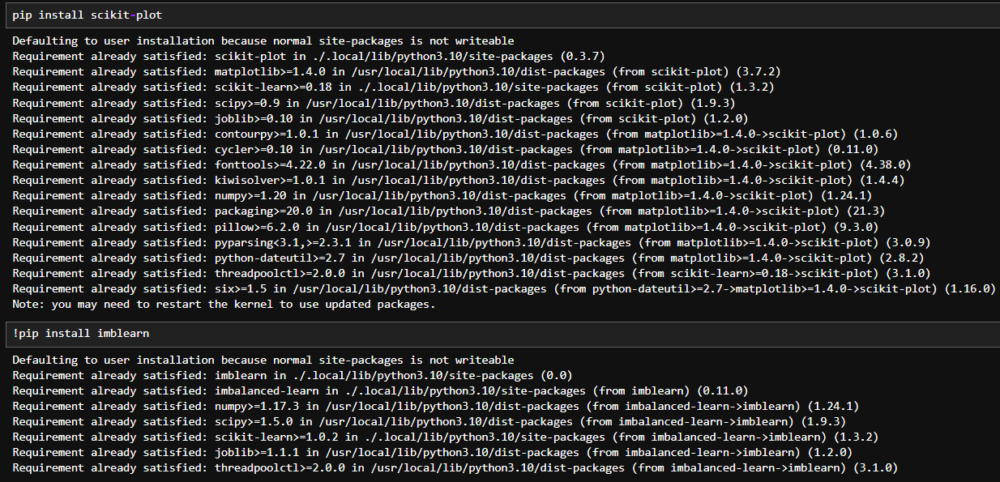 pip install scikit-plot
Defaulting to user installation because normal site-packages is not writeable
Requirement already satisfied: scikit-plot in ./.local/lib/python3.10/site-packages (0.3.7)
Requirement already satisfied: matplotlib>=1.4.0 in /usr/local/lib/python3.10/dist-packages (from scikit-plot) (3.7.2)
Requirement already satisfied: scikit-learn>=0.18 in ./.local/lib/python3.10/site-packages (from scikit-plot) (1.3.2)
Requirement already satisfied: scipy>=0.9 in /usr/local/lib/python3.10/dist-packages (from scikit-plot) (1.9.3)
Requirement already satisfied: joblib>=0.10 in /usr/local/lib/python3.10/dist-packages (from scikit-plot) (1.2.0)
Requirement already satisfied: contourpy>=1.0.1 in /usr/local/lib/python3.10/dist-packages (from matplotlib>=1.4.0->scikit-plot) (1.0.6)
Requirement already satisfied: cycler>=0.10 in /usr/local/lib/python3.10/dist-packages (from matplotlib>=1.4.0->scikit-plot) (0.11.0)
Requirement already satisfied: fonttools>=4.22.0 in /usr/local/lib/python3.10/dist-packages (from matplotlib>=1.4.0->scikit-plot) (4.38.0)
Requirement already satisfied: kiwisolver>=1.0.1 in /usr/local/lib/python3.10/dist-packages (from matplotlib>=1.4.0->scikit-plot) (1.4.4)
Requirement already satisfied: numpy>=1.20 in /usr/local/lib/python3.10/dist-packages (from matplotlib>=1.4.0->scikit-plot) (1.24.1)
Requirement already satisfied: packaging>=20.0 in /usr/local/lib/python3.10/dist-packages (from matplotlib>=1.4.0->scikit-plot) (21.3)
Requirement already satisfied: pillow>=6.2.0 in /usr/local/lib/python3.10/dist-packages (from matplotlib>=1.4.0->scikit-plot) (9.3.0)
Requirement already satisfied: pyparsing<3.1,>=2.3.1 in /usr/local/lib/python3.10/dist-packages (from matplotlib>=1.4.0->scikit-plot) (3.0.9)
Requirement already satisfied: python-dateutil>=2.7 in /usr/local/lib/python3.10/dist-packages (from matplotlib>=1.4.0->scikit-plot) (2.8.2)
Requirement already satisfied: threadpoolctl>=2.0.0 in /usr/local/lib/python3.10/dist-packages (from scikit-learn>=0.18->scikit-plot) (3.1.0)
Requirement already satisfied: six>=1.5 in /usr/local/lib/python3.10/dist-packages (from python-dateutil>=2.7->matplotlib>=1.4.0->scikit-plot) (1.16.0)
Note: you may need to restart the kernel to use updated packages.
!pip install imblearn
Defaulting to user installation because normal site-packages is not writeable
Requirement already satisfied: imblearn in ./.local/lib/python3.10/site-packages (0.0)
Requirement already satisfied: imbalanced-learn in ./.local/lib/python3.10/site-packages (from imblearn) (0.11.0)
Requirement already satisfied: numpy>=1.17.3 in /usr/local/lib/python3.10/dist-packages (from imbalanced-learn->imblearn) (1.24.1)
Requirement already satisfied: scipy>=1.5.0 in /usr/local/lib/python3.10/dist-packages (from imbalanced-learn->imblearn) (1.9.3)
Requirement already satisfied: scikit-learn>=1.0.2 in ./.local/lib/python3.10/site-packages (from imbalanced-learn->imblearn) (1.3.2)
Requirement already satisfied: joblib>=1.1.1 in /usr/local/lib/python3.10/dist-packages (from imbalanced-learn->imblearn) (1.2.0)
Requirement already satisfied: threadpoolctl>=2.0.0 in /usr/local/lib/python3.10/dist-packages (from imbalanced-learn->imblearn) (3.1.0)